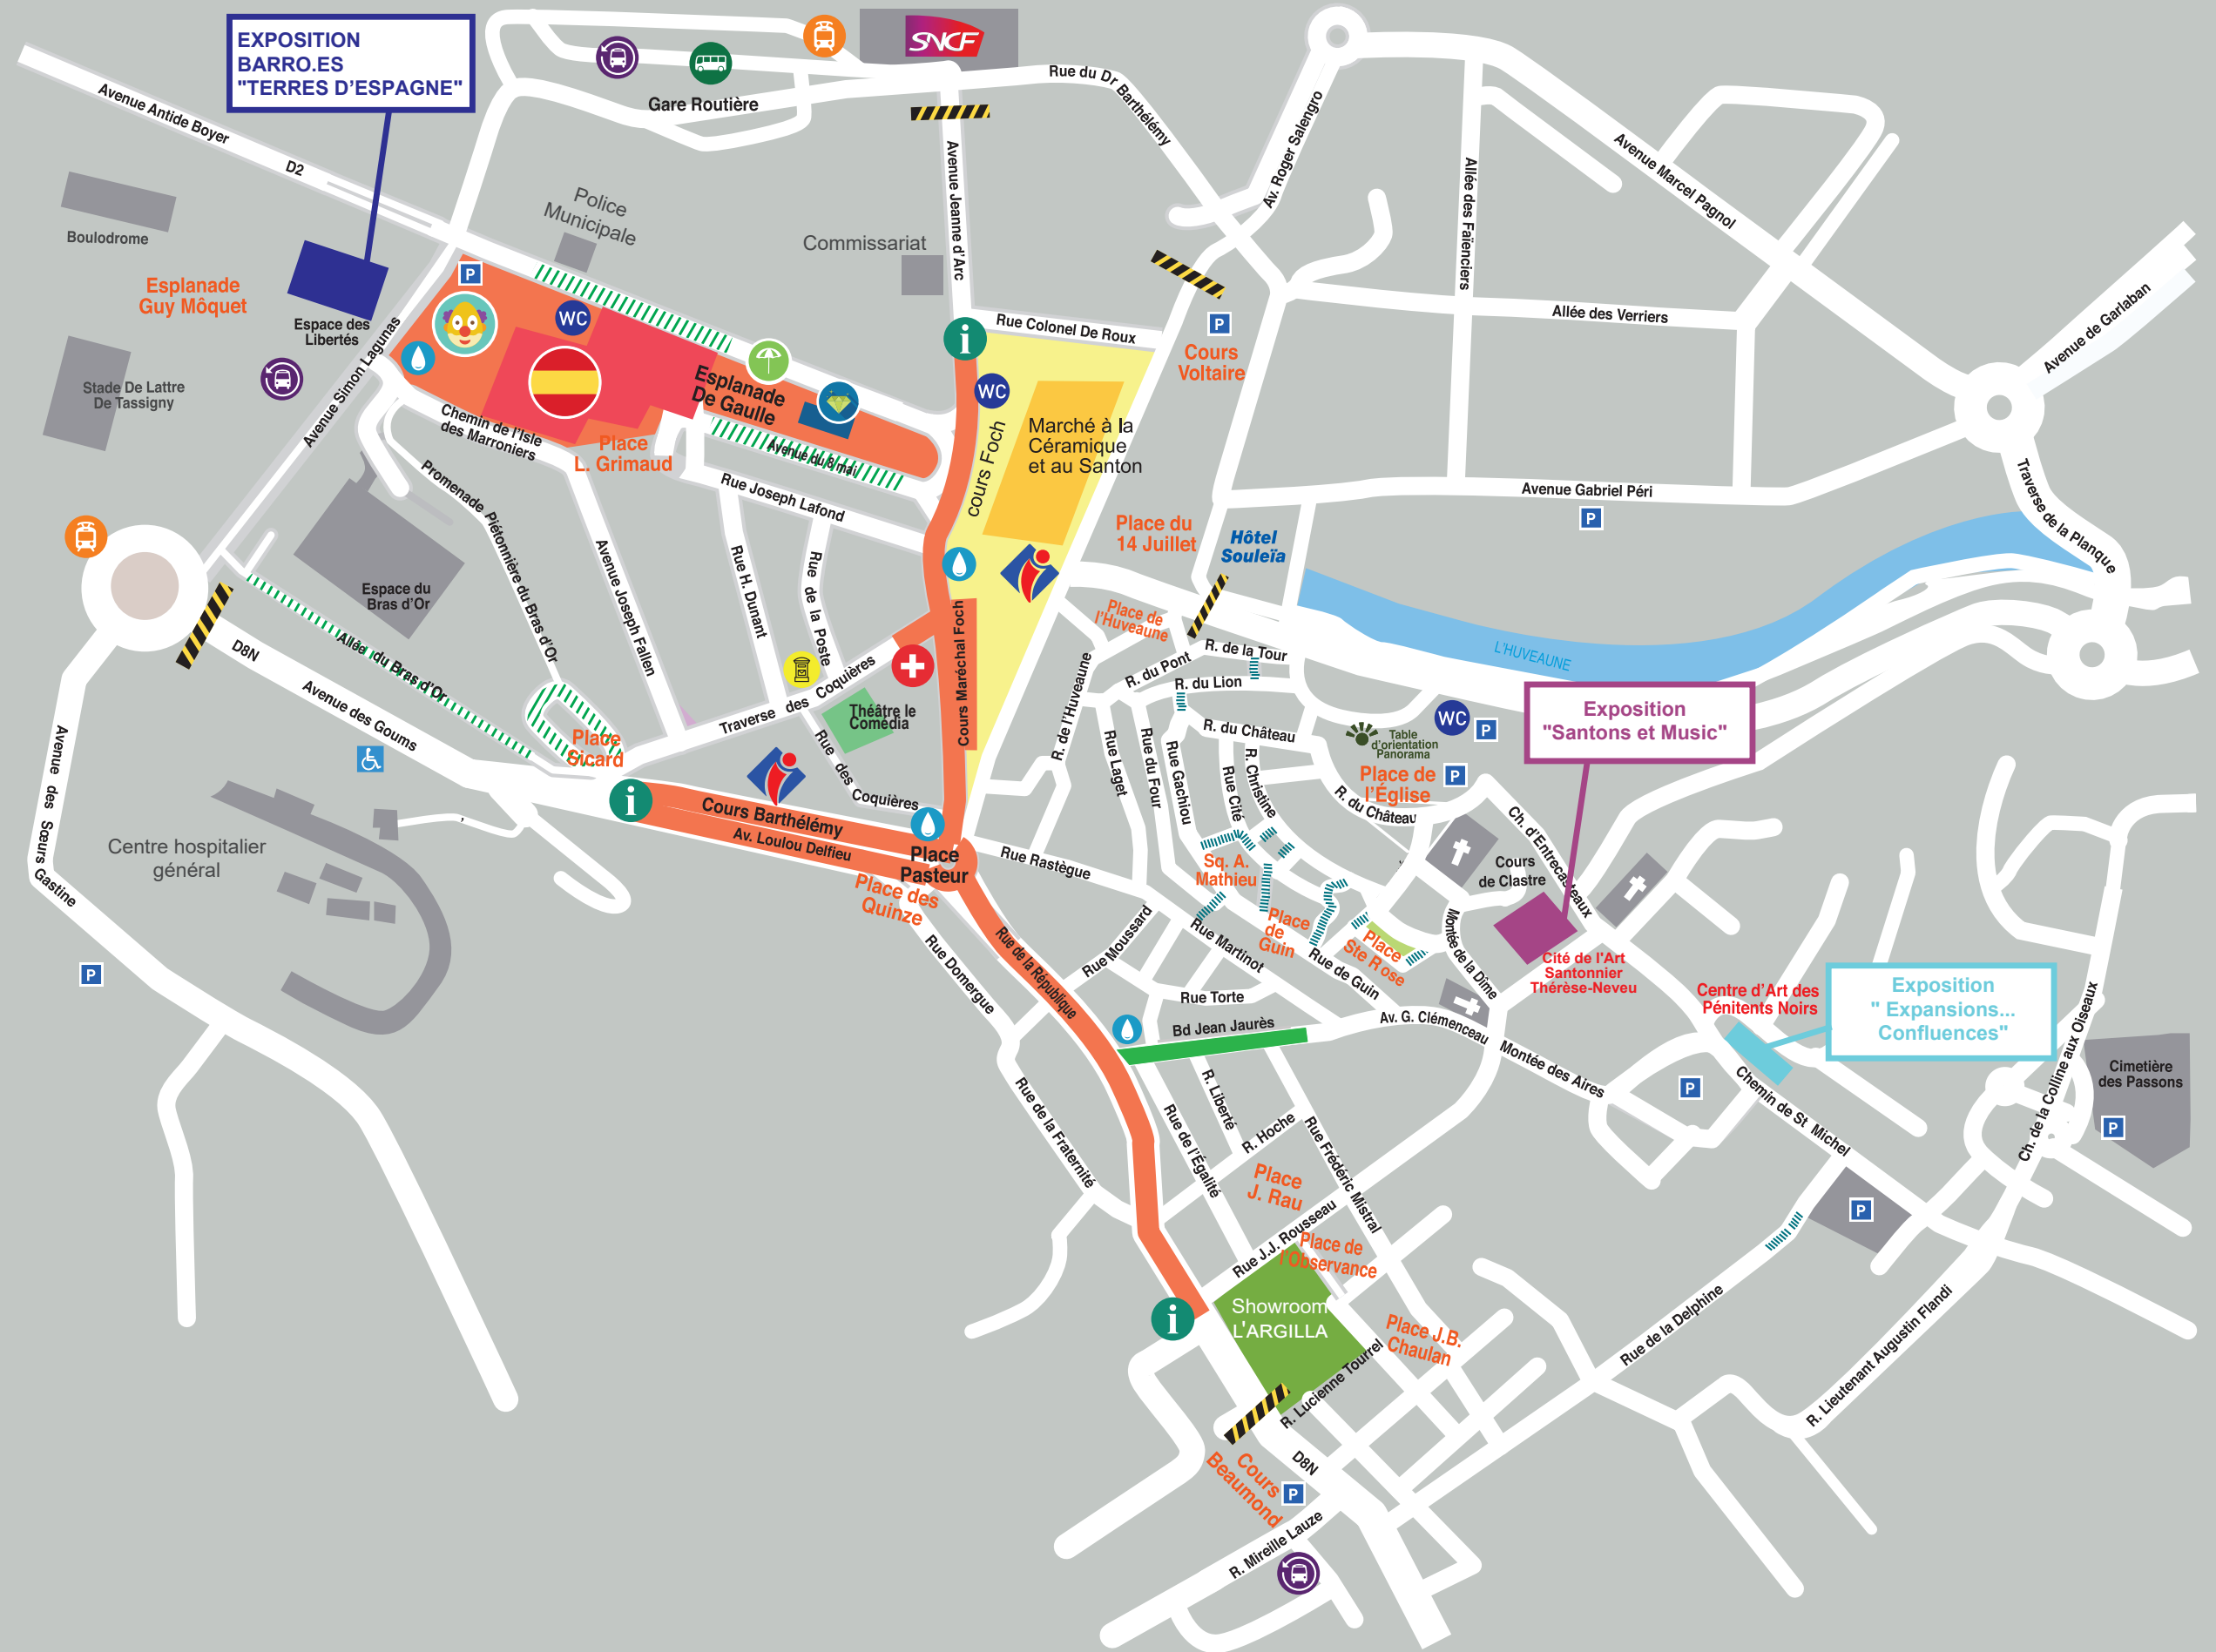 EXPOSITION
BARRO.ES
"TERRES D'ESPAGNE"
SNCF
Gare Routière
Rue du Dr Barthélémy
Av. Roger Salengro
Avenue Marcel Pagnol
Allée des Faïenciers
Avenue Antide Boyer
D2
Avenue Jeanne d'Arc
Police
Municipale
Commissariat
Boulodrome
Esplanade
Guy Môquet
Espace des
Libertés
P
WC
i
Rue Colonel De Roux
P
Cours
Voltaire
Allée des Verriers
Avenue de Garlaban
Stade De Lattre
De Tassigny
Avenue Simon Lagunas
Chemin de l'Isle
des Marroniers
Place
L. Grimaud
Esplanade
De Gaulle
Avenue du 8 mai
WC
cours Foch
Marché à la
Céramique
et au Santon
Rue Joseph Lafond
Avenue Gabriel Péri
P
Traverse de la Planque
Place du
14 Juillet
Hôtel
Souleïa
Promenade Piétonnière du Bras d'Or
Espace du
Bras d'Or
Avenue Joseph Fallen
Rue H. Dunant
Rue de la Poste
Cours Maréchal Foch
Place de
l'Huveaune
L'HUVEAUNE
D8N
Allée du Bras d'Or
Avenue des Goums
Traverse des Coquières
Théâtre le
Comédia
Rue des Coquières
R. de l'Huveaune
R. du Pont
R. de la Tour
R. du Lion
R. du Château
Table
d'orientation
Panorama
WC
P
Exposition
"Santons et Music"
Place
Sicard
i
Cours Barthélémy
Av. Loulou Delfieu
Place
Pasteur
Place des
Quinze
Rue Rastègue
Rue Laget
Rue du Four
Rue Gachiou
Rue Cité
R. Christine
Place de
l'Église
P
R. du Château
Ch. d'Entrecasteaux
Cours
de Clastre
Sq. A.
Mathieu
Place
de
Guin
Place
Ste Rose
Montée de la Dîme
Cité de l'Art
Santonnier
Thérèse-Neveu
Avenue des Sœurs Gastine
Centre hospitalier
général
P
Rue Domergue
Rue de la République
Rue Moussard
Rue Martinot
Rue de Guin
Rue Torte
Bd Jean Jaurès
Av. G. Clémenceau
Montée des Aires
Centre d'Art des
Pénitents Noirs
Exposition
" Expansions...
Confluences"
P
Chemin de St Michel
Ch. de la Colline aux Oiseaux
Cimetière
des Passons
P
P
Rue de la Fraternité
R. Liberté
R. Hoche
Rue de l'Égalité
Rue Frédéric Mistral
Place
J. Rau
Rue J.J. Rousseau
Place de
l'Observance
i
Showroom
L'ARGILLA
Place J.B.
Chaulan
R. Lucienne Tourrel
Rue de la Delphine
R. Lieutenant Augustin Flandi
D8N
Cours
Beaumond
P
R. Mireille Lauze